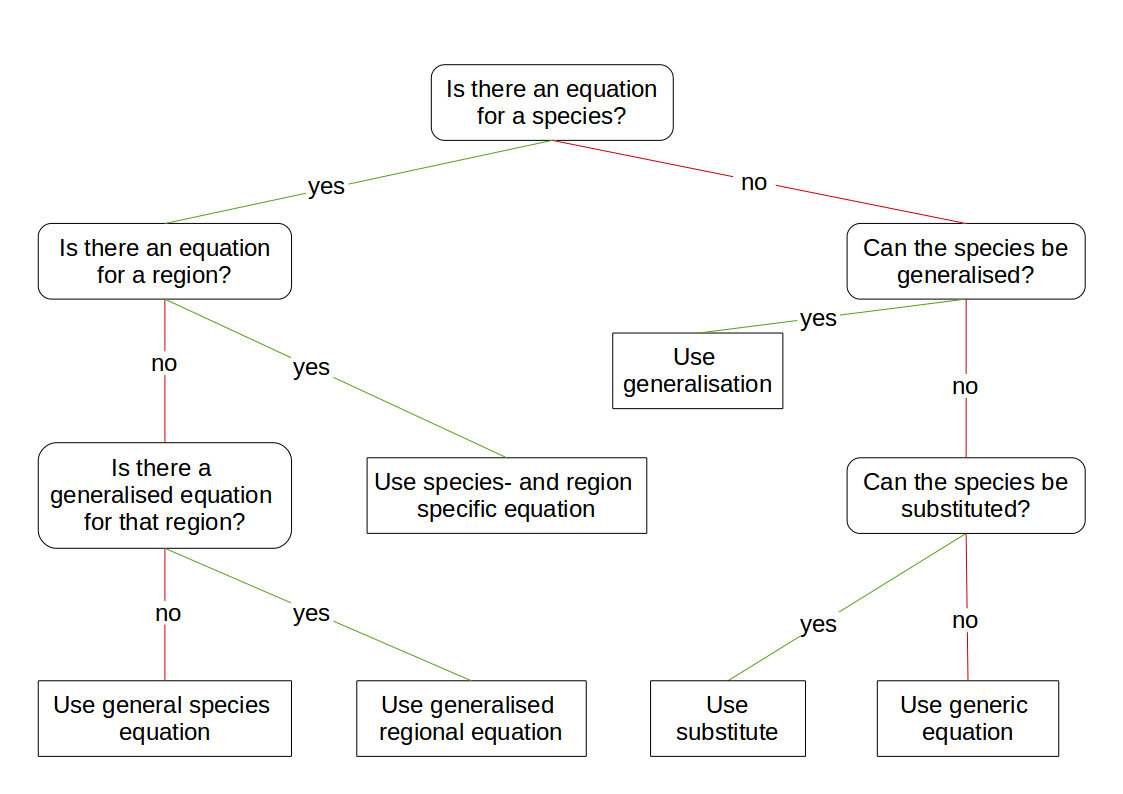 Is there an equation
for a species?
yes
no
Is there an equation
for a region?
Can the species be
generalised?
yes
Use
generalisation
no
yes
no
Is there a
generalised equation
for that region?
Use species- and region
specific equation
Can the species be
substituted?
no
yes
yes
no
Use general species
equation
Use generalised
regional equation
Use
substitute
Use generic
equation